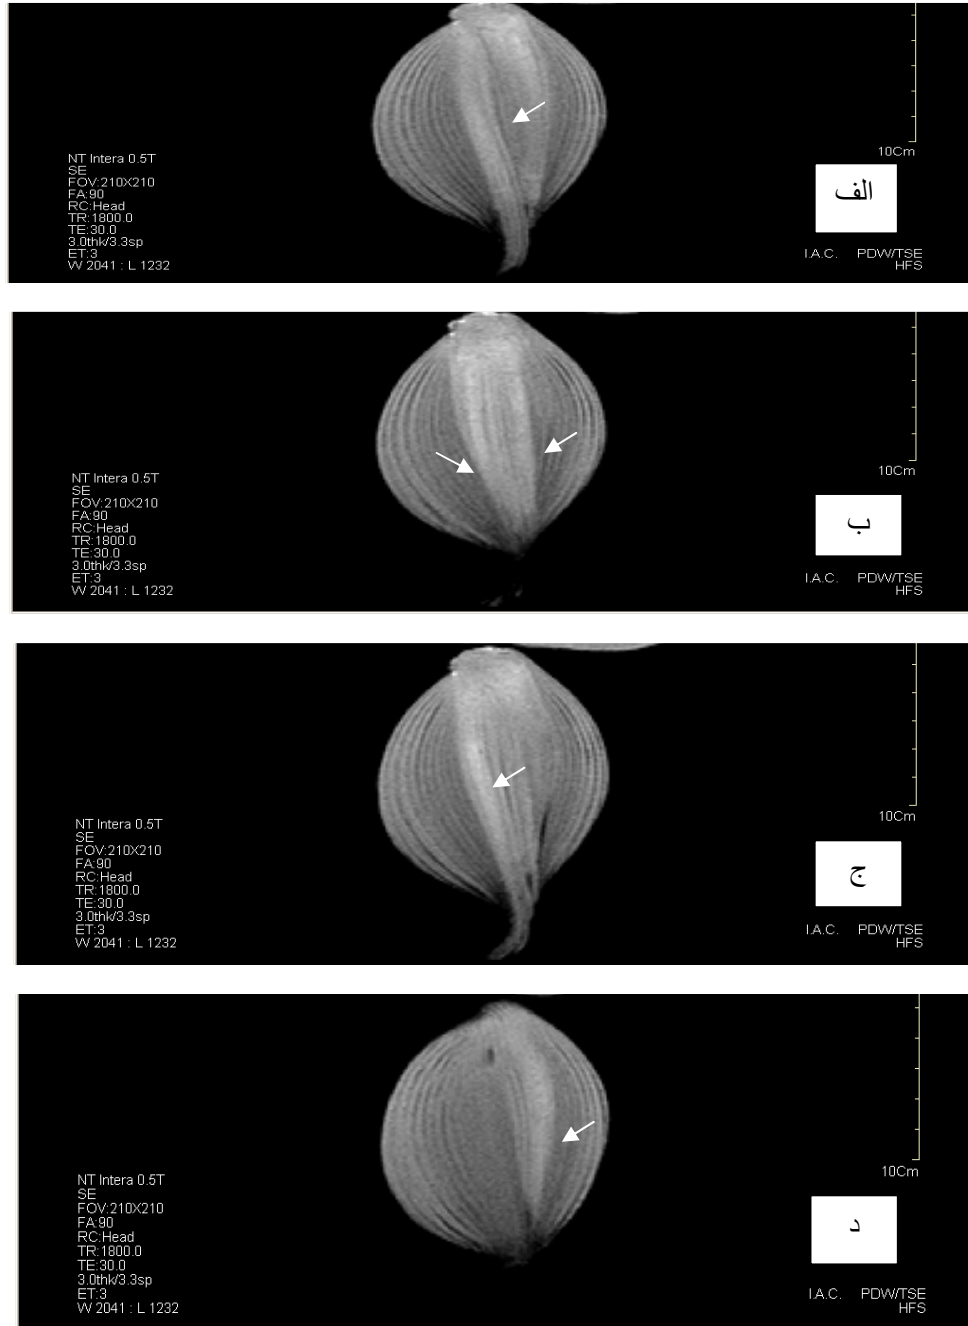 NT Intera 0.5T
SE
FOV:210X210
FA:90
RC:Head
TR:1800.0
TE:30.0
3.0thk/3.3sp
ET:3
W 2041 : L 1232
10Cm
الف
I.A.C. PDW/TSE
HFS
NT Intera 0.5T
SE
FOV:210X210
FA:90
RC:Head
TR:1800.0
TE:30.0
3.0thk/3.3sp
ET:3
W 2041 : L 1232
10Cm
ب
I.A.C. PDW/TSE
HFS
NT Intera 0.5T
SE
FOV:210X210
FA:90
RC:Head
TR:1800.0
TE:30.0
3.0thk/3.3sp
ET:3
W 2041 : L 1232
10Cm
ج
I.A.C. PDW/TSE
HFS
NT Intera 0.5T
SE
FOV:210X210
FA:90
RC:Head
TR:1800.0
TE:30.0
3.0thk/3.3sp
ET:3
W 2041 : L 1232
10Cm
د
I.A.C. PDW/TSE
HFS